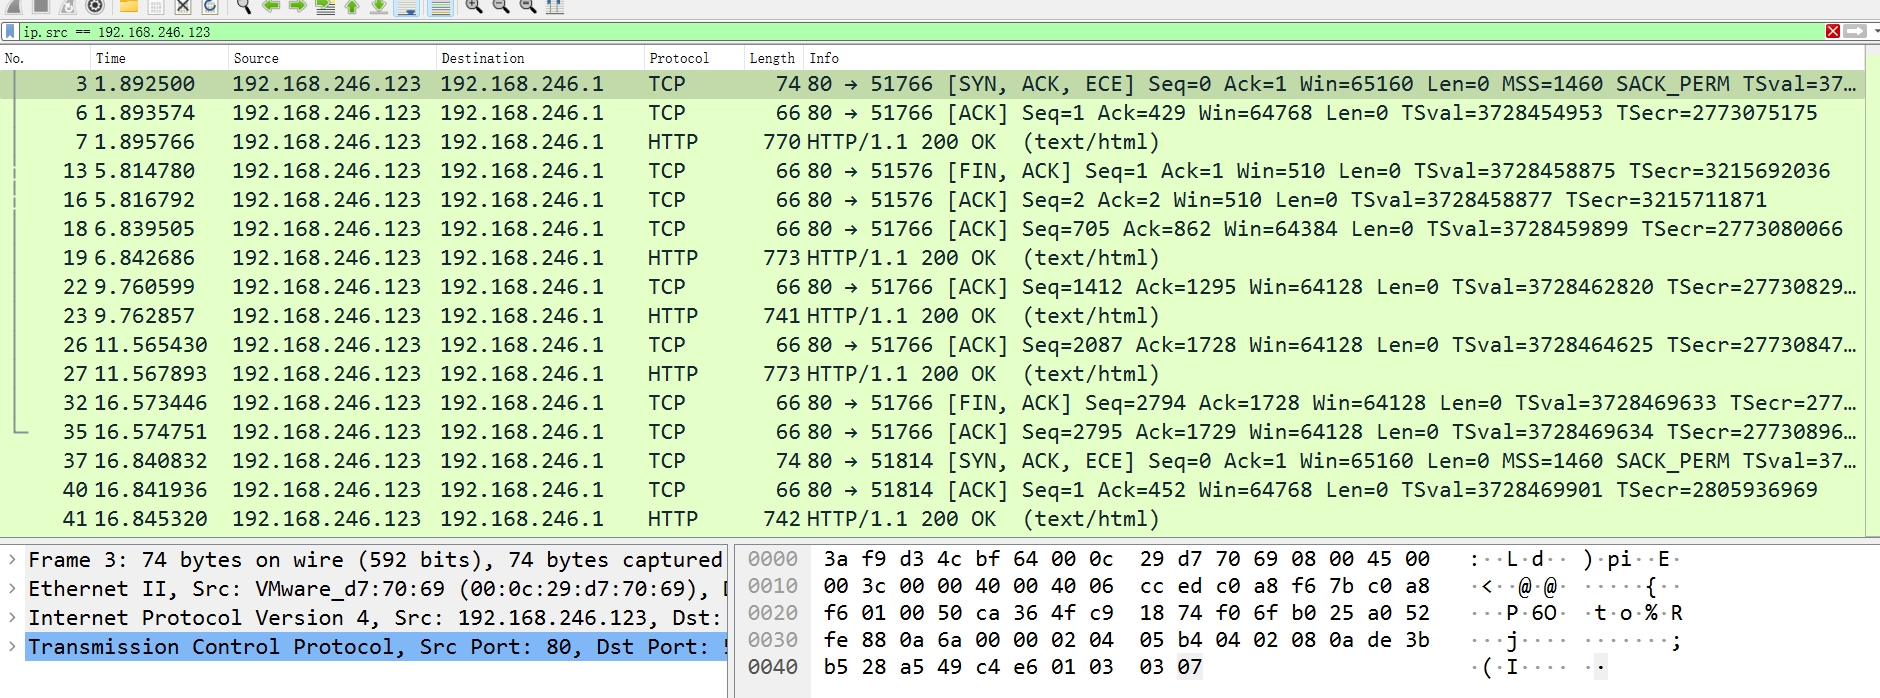 ip.src == 192.168.246.123
No. Time Source Destination Protocol Length Info
3 1.892500 192.168.246.123 192.168.246.1 TCP 74 80 → 51766 [SYN, ACK, ECE] Seq=0 Ack=1 Win=65160 Len=0 MSS=1460 SACK_PERM TSval=37…
6 1.893574 192.168.246.123 192.168.246.1 TCP 66 80 → 51766 [ACK] Seq=1 Ack=429 Win=64768 Len=0 TSval=3728454953 TSecr=2773075175
7 1.895766 192.168.246.123 192.168.246.1 HTTP 770 HTTP/1.1 200 OK (text/html)
13 5.814780 192.168.246.123 192.168.246.1 TCP 66 80 → 51576 [FIN, ACK] Seq=1 Ack=1 Win=510 Len=0 TSval=3728458875 TSecr=3215692036
16 5.816792 192.168.246.123 192.168.246.1 TCP 66 80 → 51576 [ACK] Seq=2 Ack=2 Win=510 Len=0 TSval=3728458877 TSecr=3215711871
18 6.839505 192.168.246.123 192.168.246.1 TCP 66 80 → 51766 [ACK] Seq=705 Ack=862 Win=64384 Len=0 TSval=3728459899 TSecr=2773080066
19 6.842686 192.168.246.123 192.168.246.1 HTTP 773 HTTP/1.1 200 OK (text/html)
22 9.760599 192.168.246.123 192.168.246.1 TCP 66 80 → 51766 [ACK] Seq=1412 Ack=1295 Win=64128 Len=0 TSval=3728462820 TSecr=27730829…
23 9.762857 192.168.246.123 192.168.246.1 HTTP 741 HTTP/1.1 200 OK (text/html)
26 11.565430 192.168.246.123 192.168.246.1 TCP 66 80 → 51766 [ACK] Seq=2087 Ack=1728 Win=64128 Len=0 TSval=3728464625 TSecr=27730847…
27 11.567893 192.168.246.123 192.168.246.1 HTTP 773 HTTP/1.1 200 OK (text/html)
32 16.573446 192.168.246.123 192.168.246.1 TCP 66 80 → 51766 [FIN, ACK] Seq=2794 Ack=1728 Win=64128 Len=0 TSval=3728469633 TSecr=277…
35 16.574751 192.168.246.123 192.168.246.1 TCP 66 80 → 51766 [ACK] Seq=2795 Ack=1729 Win=64128 Len=0 TSval=3728469634 TSecr=27730896…
37 16.840832 192.168.246.123 192.168.246.1 TCP 74 80 → 51814 [SYN, ACK, ECE] Seq=0 Ack=1 Win=65160 Len=0 MSS=1460 SACK_PERM TSval=37…
40 16.841936 192.168.246.123 192.168.246.1 TCP 66 80 → 51814 [ACK] Seq=1 Ack=452 Win=64768 Len=0 TSval=3728469901 TSecr=2805936969
41 16.845320 192.168.246.123 192.168.246.1 HTTP 742 HTTP/1.1 200 OK (text/html)
Frame 3: 74 bytes on wire (592 bits), 74 bytes captured
Ethernet II, Src: VMware_d7:70:69 (00:0c:29:d7:70:69),
Internet Protocol Version 4, Src: 192.168.246.123, Dst:
Transmission Control Protocol, Src Port: 80, Dst Port:
0000 3a f9 d3 4c bf 64 00 0c 29 d7 70 69 08 00 45 00 :··L·d·· )·pi··E·
0010 00 3c 00 00 40 00 40 06 cc ed c0 a8 f6 7b c0 a8 ·<··@·@· ·····{··
0020 f6 01 00 50 ca 36 4f c9 18 74 f0 6f b0 25 a0 52 ···P·6O· ·t·o·%·R
0030 fe 88 0a 6a 00 00 02 04 05 b4 04 02 08 0a de 3b ···j···· ·······;
0040 b5 28 a5 49 c4 e6 01 03 03 07 ·(·I···· ··